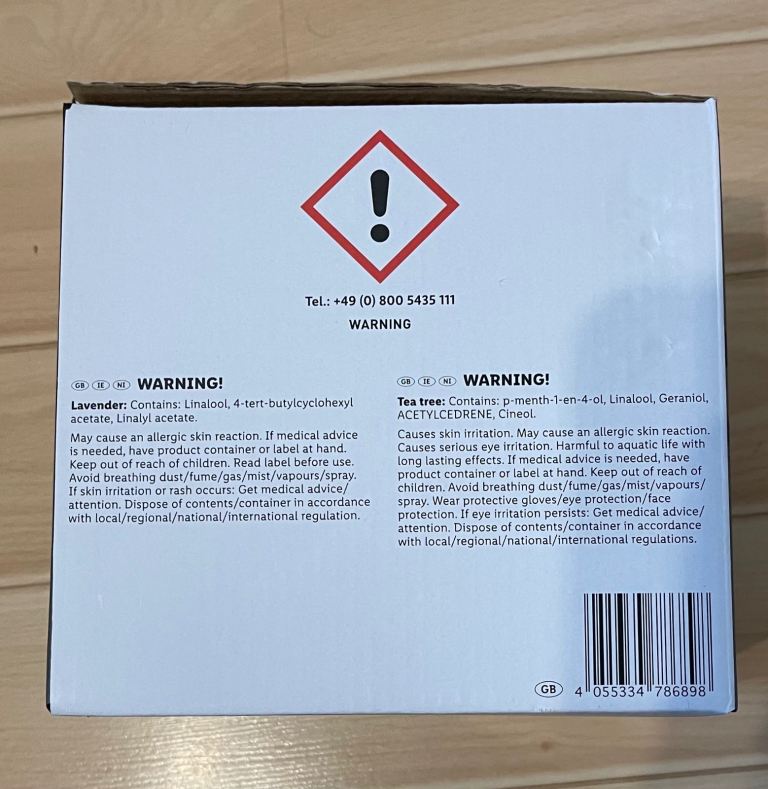 Tel.: +49 (0) 800 5435 111
WARNING
GB IE NI WARNING!
Lavender: Contains: Linalool, 4-tert-butylcyclohexyl
acetate, Linalyl acetate.
May cause an allergic skin reaction. If medical advice
is needed, have product container or label at hand.
Keep out of reach of children. Read label before use.
Avoid breathing dust/fume/gas/mist/vapours/spray.
If skin irritation or rash occurs: Get medical advice/
attention. Dispose of contents/container in accordance
with local/regional/national/international regulation.
GB IE NI WARNING!
Tea tree: Contains: p-menth-1-en-4-ol, Linalool, Geraniol,
ACETYLCEDRENE, Cineol.
Causes skin irritation. May cause an allergic skin reaction.
Causes serious eye irritation. Harmful to aquatic life with
long lasting effects. If medical advice is needed, have
product container or label at hand. Keep out of reach of
children. Avoid breathing dust/fume/gas/mist/vapours/
spray. Wear protective gloves/eye protection/face
protection. If eye irritation persists: Get medical advice/
attention. Dispose of contents/container in accordance
with local/regional/national/international regulations.
GB 4 055334 786898